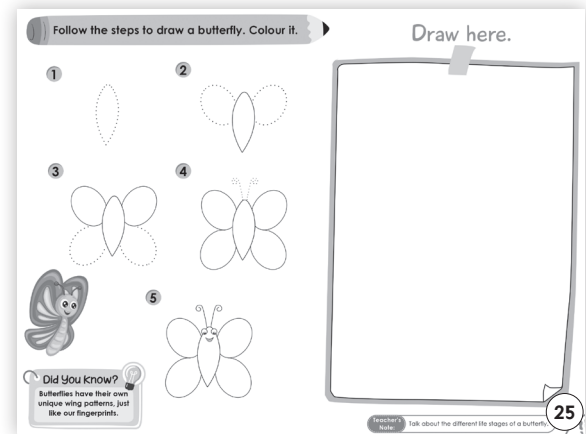 Follow the steps to draw a butterfly. Colour it.
Draw here.
1
2
3
4
5
Did You Know?
Butterflies have their own
unique wing patterns, just
like our fingerprints.
Teacher's
Note:
Talk about the different life stages of a butterfly.
25